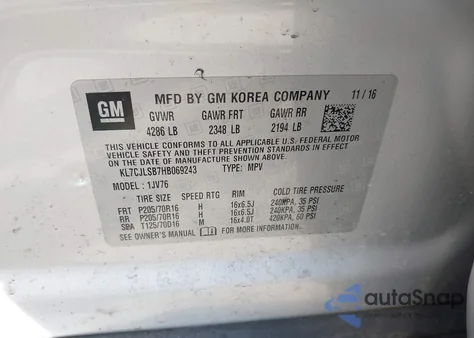 GM
MFD BY GM KOREA COMPANY 11/16
GVWR GAWR FRT GAWR RR
4286 LB 2348 LB 2194 LB
THIS VEHICLE CONFORMS TO ALL APPLICABLE U.S. FEDERAL MOTOR
VEHICLE SAFETY, BUMPER, AND THEFT PREVENTION STANDARDS IN
EFFECT ON THE DATE OF MANUFACTURE SHOWN ABOVE.
KL7CJLSB7HB069243 TYPE: MPV
MODEL: 1JV76
TIRE SIZE SPEED RTG RIM COLD TIRE PRESSURE
FRT P205/70R16 H 16x6.5J 240KPA, 35 PSI
RR P205/70R16 H 16x6.5J 240KPA, 35 PSI
SPA T125/70D16 M 16x4.0T 420KPA, 60 PSI
SEE OWNER'S MANUAL FOR MORE INFORMATION.
autoSnap